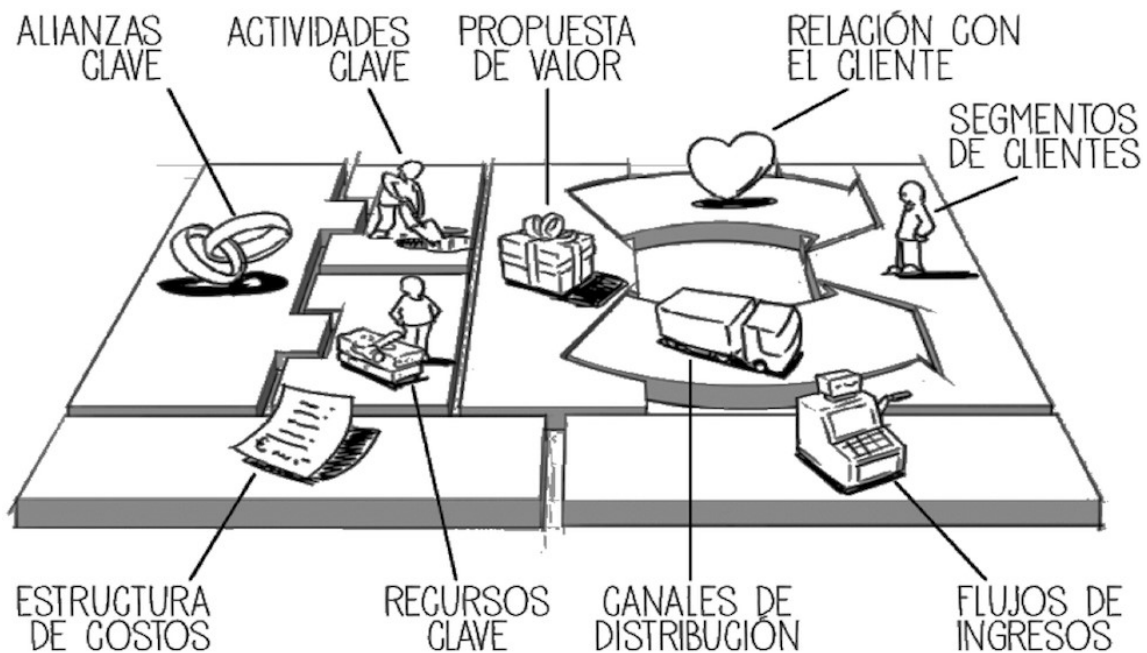 ALIANZAS
CLAVE
ACTIVIDADES
CLAVE
PROPUESTA
DE VALOR
RELACIÓN CON
EL CLIENTE
SEGMENTOS
DE CLIENTES
ESTRUCTURA
DE COSTOS
RECURSOS
CLAVE
CANALES DE
DISTRIBUCIÓN
FLUJOS DE
INGRESOS